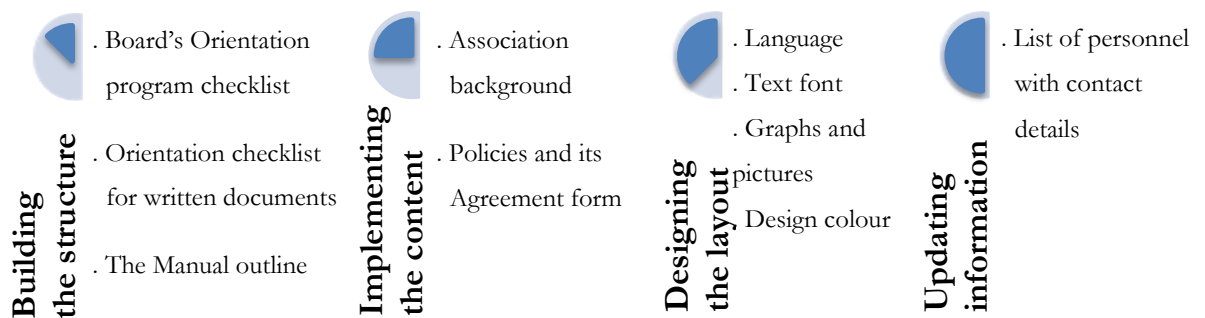 Building
the structure
. Board's Orientation
program checklist
. Orientation checklist
for written documents
. The Manual outline
Implementing
the content
. Association
background
. Policies and its
Agreement form
Designing
the layout
. Language
. Text font
. Graphs and
pictures
. Design colour
Updating
information
. List of personnel
with contact
details